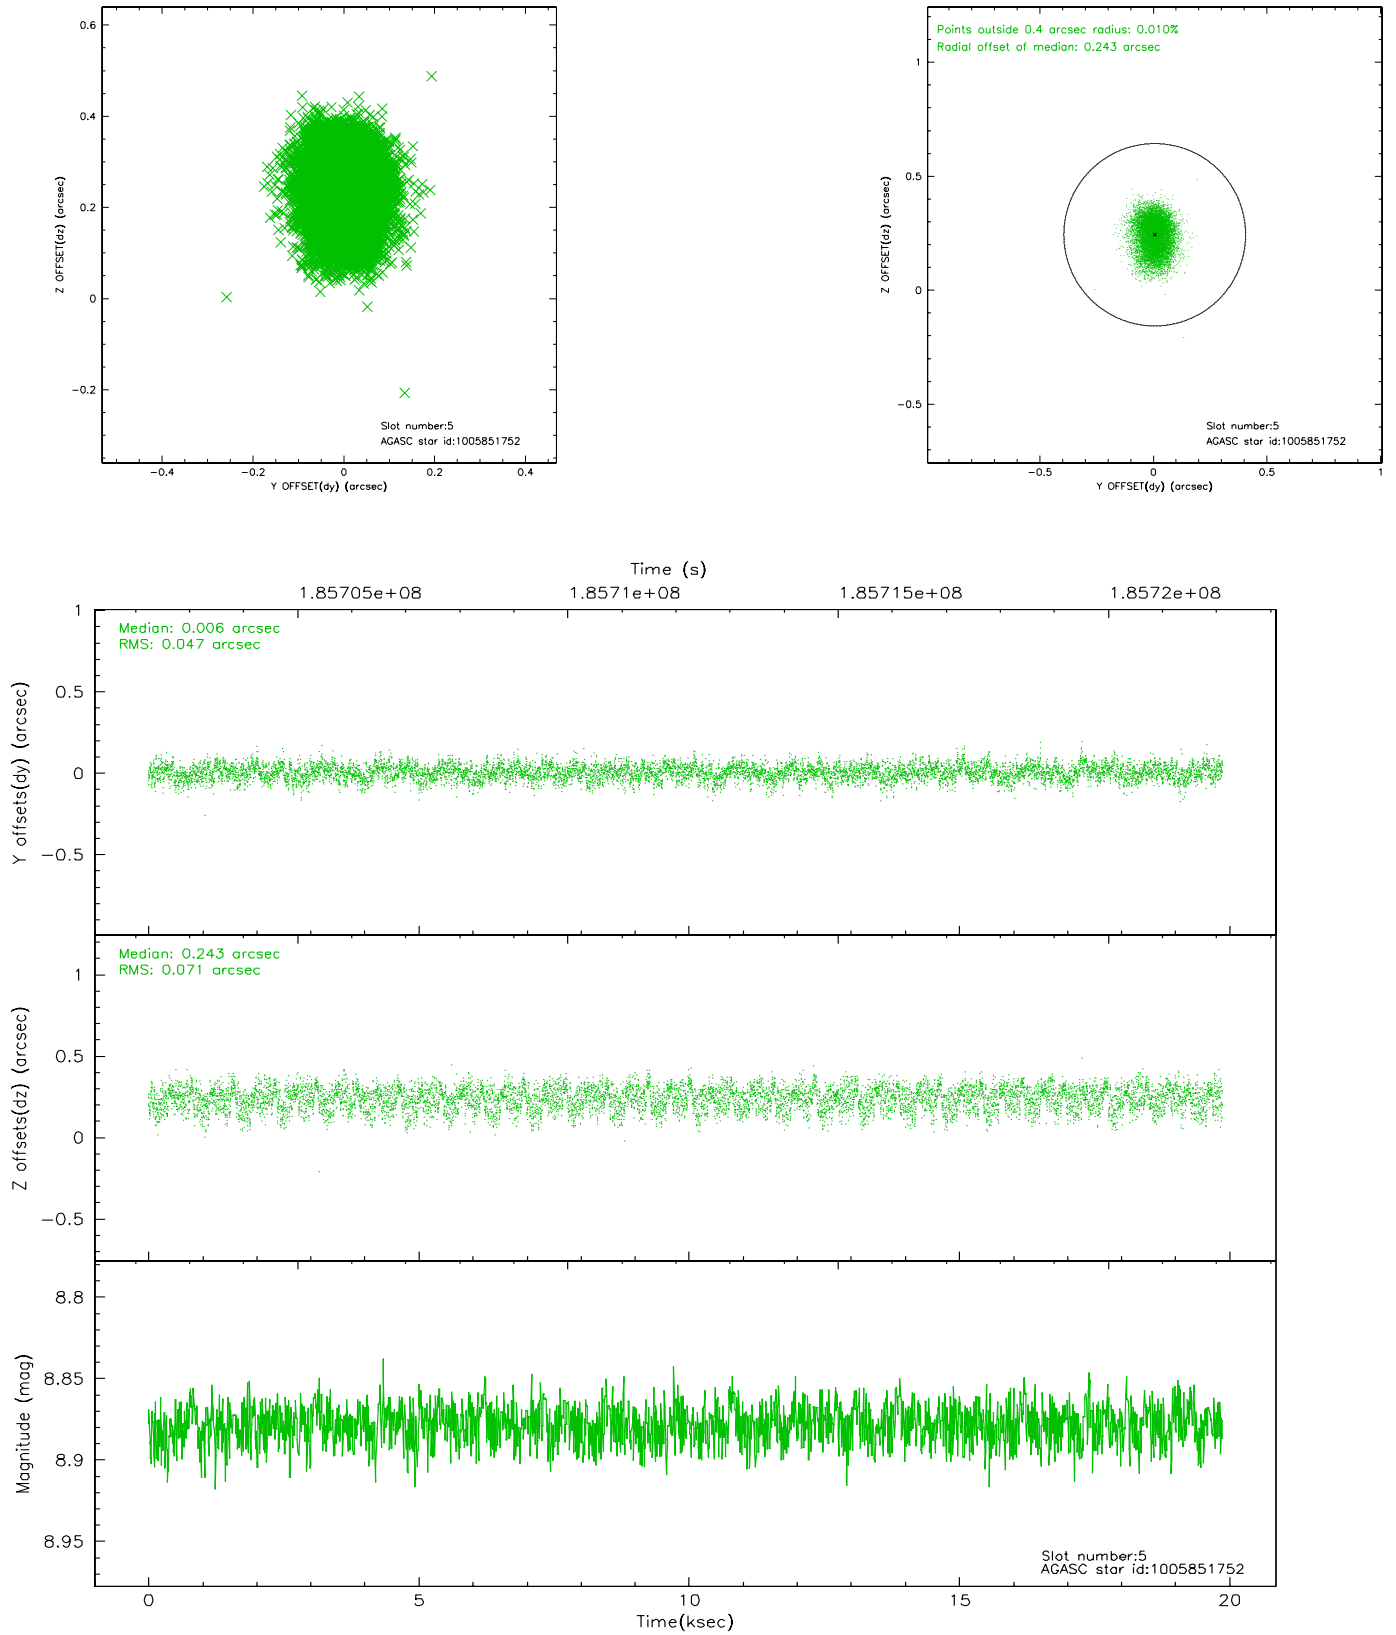 0.6
0.4
0.2
0
−0.2
−0.4
−0.2
0
0.2
0.4
Z OFFSET(dz) (arcsec)
Y OFFSET(dy) (arcsec)
Slot number:5
AGASC star id:1005851752
Points outside 0.4 arcsec radius: 0.010%
Radial offset of median: 0.243 arcsec
1
0.5
0
−0.5
−0.5
0
0.5
1
Z OFFSET(dz) (arcsec)
Y OFFSET(dy) (arcsec)
Slot number:5
AGASC star id:1005851752
Time (s)
1.85705e+08
1.8571e+08
1.85715e+08
1.8572e+08
Median: 0.006 arcsec
RMS: 0.047 arcsec
1
0.5
0
−0.5
Y offsets(dy) (arcsec)
Median: 0.243 arcsec
RMS: 0.071 arcsec
1
0.5
0
−0.5
Z offsets(dz) (arcsec)
8.8
8.85
8.9
8.95
Magnitude (mag)
Slot number:5
AGASC star id:1005851752
0
5
10
15
20
Time(ksec)